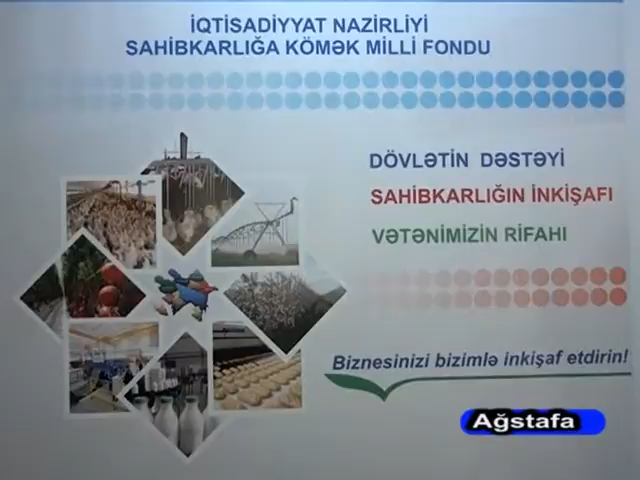 İQTİSADİYYAT NAZİRLİYİ
SAHİBKARLIĞA KÖMƏK MİLLİ FONDU
DÖVLƏTİN DƏSTƏYİ
SAHİBKARLIĞIN İNKİŞAFI
VƏTƏNİMİZİN RİFAHI
Biznesinizi bizimlə inkişaf etdirin!
Ağstafa